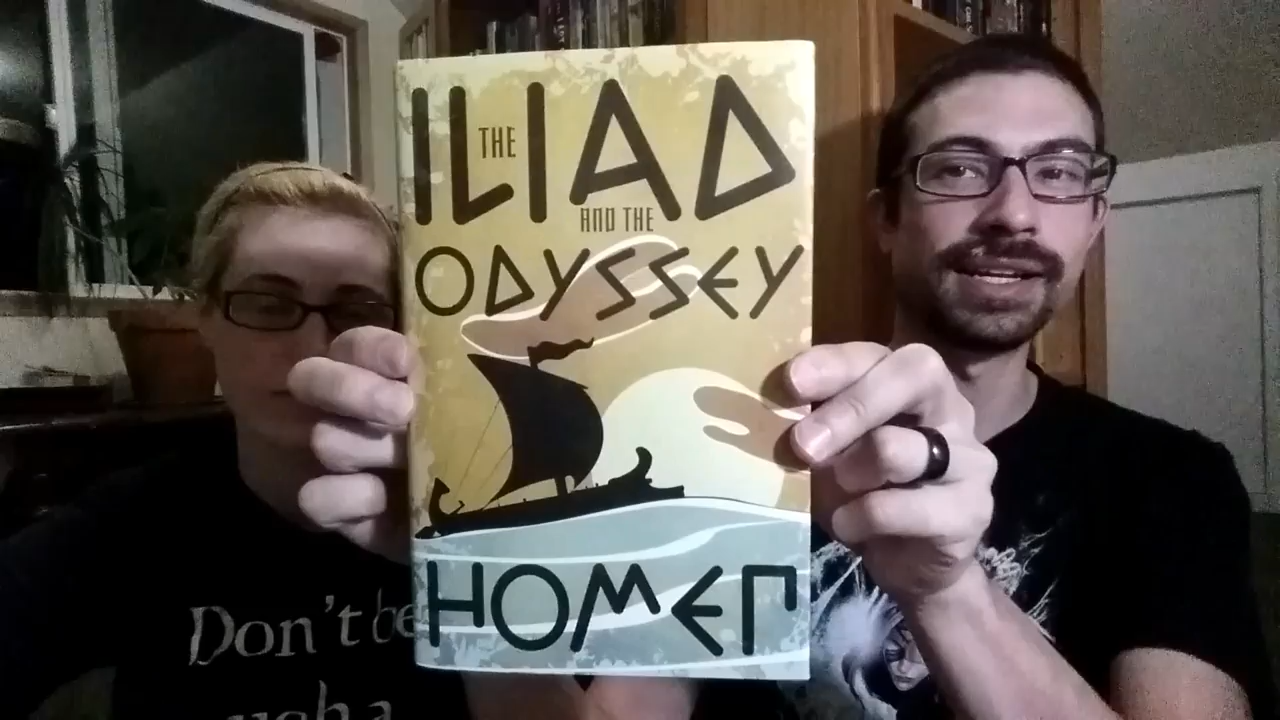 THE
ILIAD
AND THE
ODYSSEY
HOMER
Don't be
a